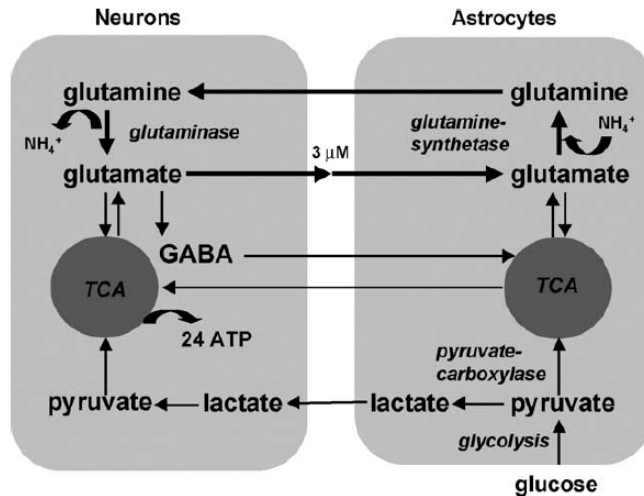 Neurons
Astrocytes
glutamine
glutamine
NH4+
glutaminase
glutamine-
synthetase
NH4+
3 μM
glutamate
glutamate
GABA
TCA
TCA
24 ATP
pyruvate-
carboxylase
pyruvate
lactate
lactate
pyruvate
glycolysis
glucose